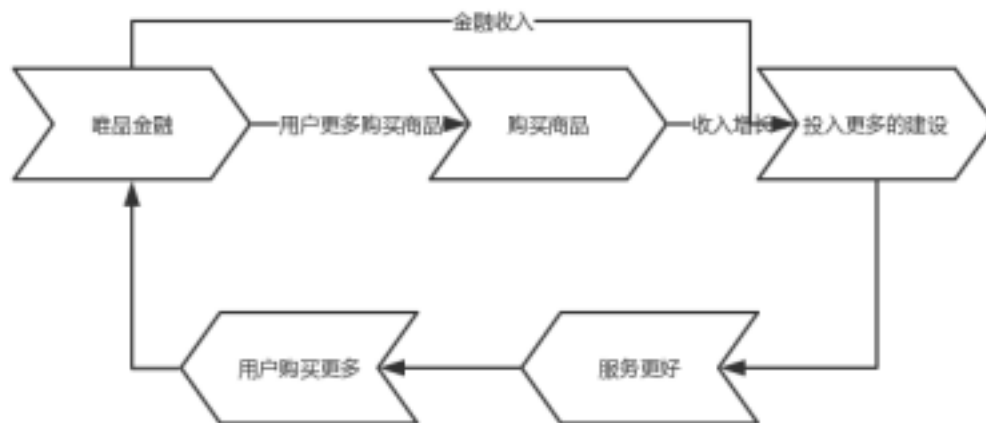 金融收入
唯品金融
用户更多购买商品
购买商品
收入增长
投入更多的建设
用户购买更多
服务更好